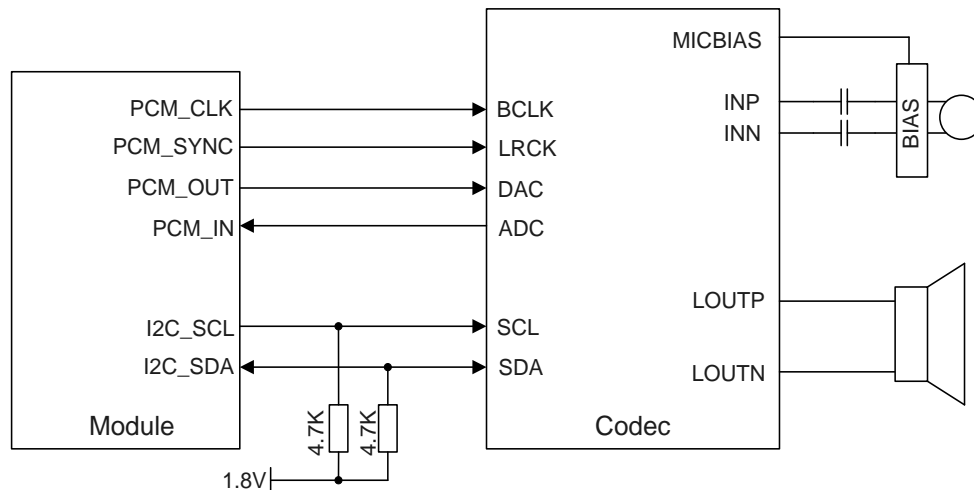 MICBIAS
PCM_CLK
BCLK
INP
PCM_SYNC
LRCK
INN
BIAS
PCM_OUT
DAC
PCM_IN
ADC
LOUTP
I2C_SCL
SCL
I2C_SDA
SDA
LOUTN
Module
4.7K
4.7K
Codec
1.8V